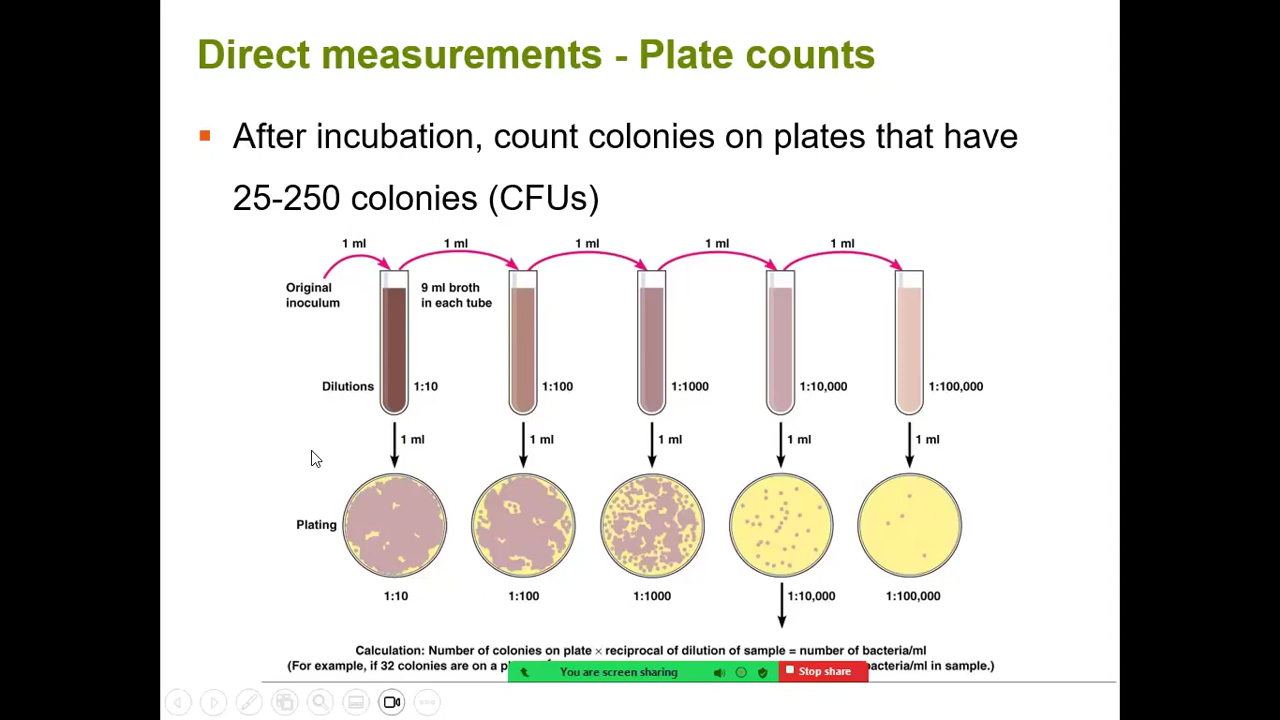 Direct measurements - Plate counts
▪ After incubation, count colonies on plates that have
25-250 colonies (CFUs)
1 ml 1 ml 1 ml 1 ml 1 ml
Original
inoculum
9 ml broth
in each tube
Dilutions 1:10 1:100 1:1000 1:10,000 1:100,000
1 ml 1 ml 1 ml 1 ml 1 ml
Plating
1:10 1:100 1:1000 1:10,000 1:100,000
Calculation: Number of colonies on plate × reciprocal of dilution of sample = number of bacteria/ml
(For example, if 32 colonies are on a bacteria/ml in sample.)
You are screen sharing Stop share